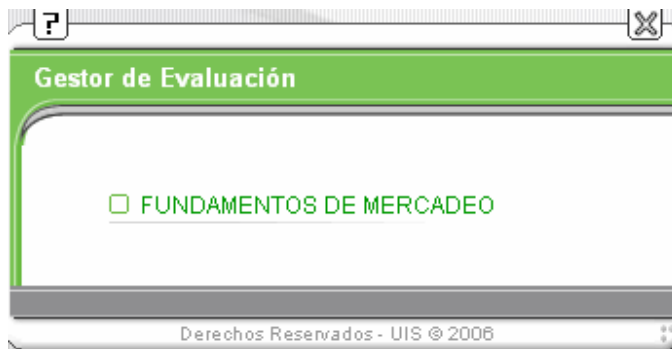 ?
Gestor de Evaluación
FUNDAMENTOS DE MERCADEO
Derechos Reservados - UIS © 2006